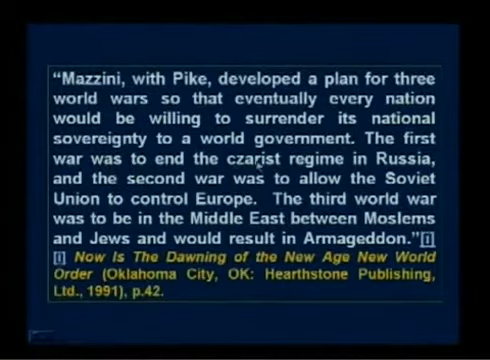 “Mazzini, with Pike, developed a plan for three
world wars so that eventually every nation
would be willing to surrender its national
sovereignty to a world government. The first
war was to end the czarist regime in Russia,
and the second war was to allow the Soviet
Union to control Europe. The third world war
was to be in the Middle East between Moslems
and Jews and would result in Armageddon.”[i]
[i] Now Is The Dawning of the New Age New World
Order (Oklahoma City, OK: Hearthstone Publishing,
Ltd., 1991), p.42.